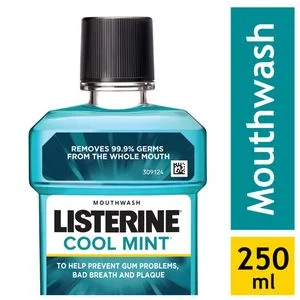 REMOVES 99.9% GERMS
FROM THE WHOLE MOUTH
309124
MOUTHWASH
LISTERINE
COOL MINT
TO HELP PREVENT GUM PROBLEMS,
BAD BREATH AND PLAQUE
Mouthwash
250
ml